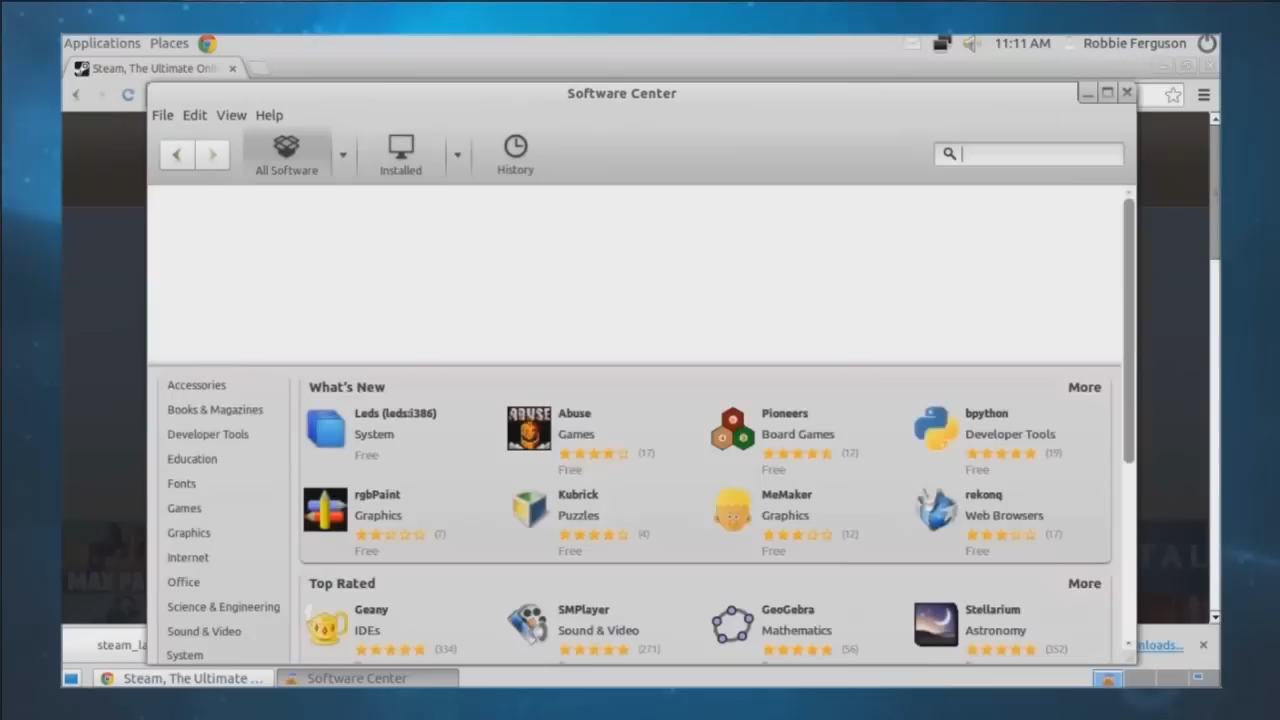 Applications Places 11:11 AM Robbie Ferguson
Steam, The Ultimate Onli
Software Center
File Edit View Help
All Software Installed History
Accessories
Books & Magazines
Developer Tools
Education
Fonts
Games
Graphics
Internet
Office
Science & Engineering
Sound & Video
System
What's New More
Leds (leds:i386) Abuse Pioneers bpython
System Games Board Games Developer Tools
Free (17) (12) (19)
Free Free Free
rgbPaint Kubrick MeMaker rekonq
Graphics Puzzles Graphics Web Browsers
(7) (4) (12) (17)
Free Free Free Free
Top Rated More
Geany SMPlayer GeoGebra Stellarium
IDEs Sound & Video Mathematics Astronomy
(334) (271) (56) (352)
MAX PA
TAL
steam_la
nloads...
Steam, The Ultimate ... Software Center